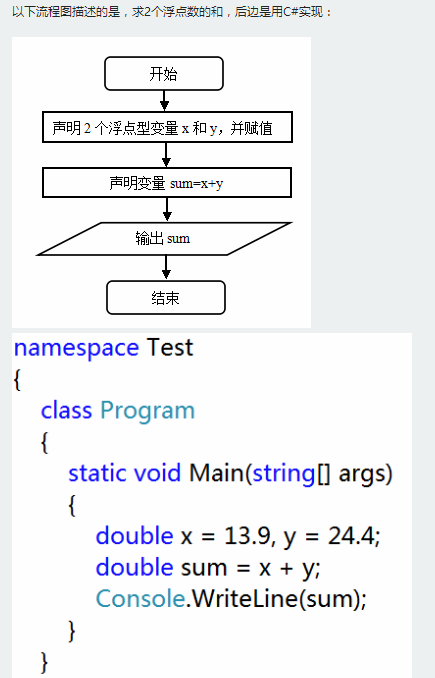 以下流程图描述的是，求2个浮点数的和，后边是用C#实现：
开始
声明 2 个浮点型变量 x 和 y，并赋值
声明变量 sum=x+y
输出 sum
结束
namespace Test
{
class Program
{
static void Main(string[] args)
{
double x = 13.9, y = 24.4;
double sum = x + y;
Console.WriteLine(sum);
}
}